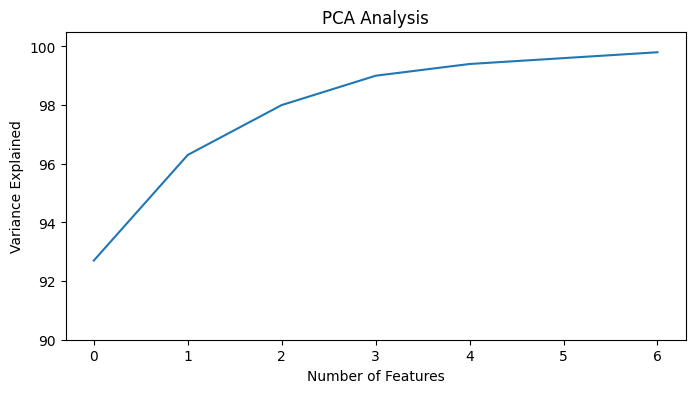 PCA Analysis
Variance Explained
100
98
96
94
92
90
0 1 2 3 4 5 6
Number of Features